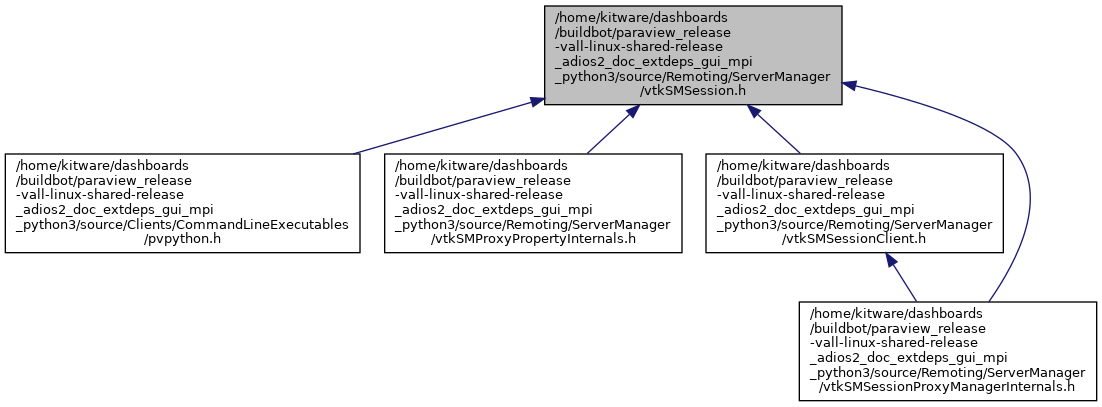 /home/kitware/dashboards
/buildbot/paraview_release
-vall-linux-shared-release
_adios2_doc_extdeps_gui_mpi
_python3/source/Remoting/ServerManager
/vtkSMSession.h
/home/kitware/dashboards
/buildbot/paraview_release
-vall-linux-shared-release
_adios2_doc_extdeps_gui_mpi
_python3/source/Clients/CommandLineExecutables
/pvpython.h
/home/kitware/dashboards
/buildbot/paraview_release
-vall-linux-shared-release
_adios2_doc_extdeps_gui_mpi
_python3/source/Remoting/ServerManager
/vtkSMProxyPropertyInternals.h
/home/kitware/dashboards
/buildbot/paraview_release
-vall-linux-shared-release
_adios2_doc_extdeps_gui_mpi
_python3/source/Remoting/ServerManager
/vtkSMSessionClient.h
/home/kitware/dashboards
/buildbot/paraview_release
-vall-linux-shared-release
_adios2_doc_extdeps_gui_mpi
_python3/source/Remoting/ServerManager
/vtkSMSessionProxyManagerInternals.h